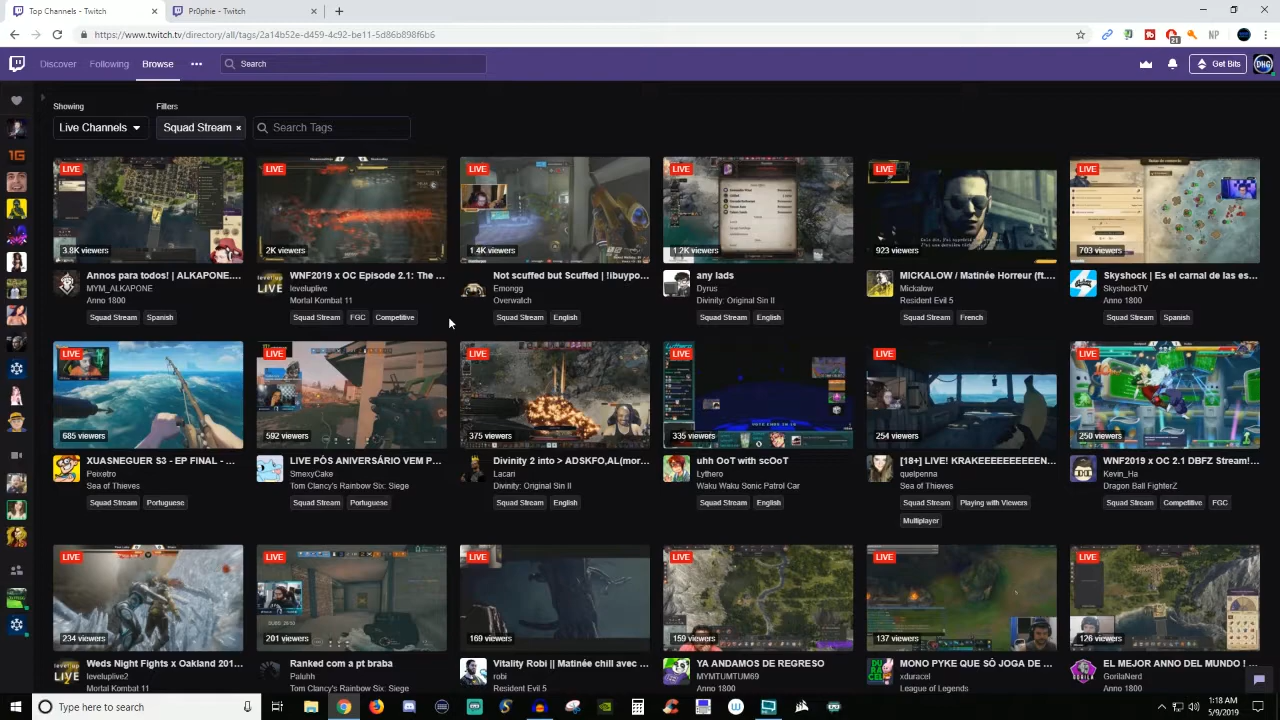 Top Channels - Twitch
Pr0phie - Twitch
https://www.twitch.tv/directory/all/tags/2a14b52e-d459-4c92-be11-5d86b898f6b6
21
NP
Discover
Following
Browse
Search
Get Bits
DHG
Showing
Filters
Live Channels
Squad Stream ×
Search Tags
LIVE LIVE LIVE LIVE LIVE LIVE
3.8K viewers 2K viewers 1.4K viewers 1.2K viewers 923 viewers 703 viewers
Annos para todos! | ALKAPONE... WNF2019 x OC Episode 2.1: The ... Not scuffed but Scuffed | !ibuypo... any lads MICKALOW / Matinée Horreur (ft.... Skyshock | Es el carnal de las es...
MYM_ALKAPONE leveluplive Emongg Dyrus Mickalow SkyshockTV
Anno 1800 Mortal Kombat 11 Overwatch Divinity: Original Sin II Resident Evil 5 Anno 1800
Squad Stream Spanish Squad Stream FGC Competitive Squad Stream English Squad Stream English Squad Stream French Squad Stream Spanish
LIVE LIVE LIVE LIVE LIVE LIVE
685 viewers 592 viewers 375 viewers 335 viewers 254 viewers 250 viewers
XUASNEGUER S3 - EP FINAL - ... LIVE PÓS ANIVERSÁRIO VEM P... Divinity 2 into > ADSKFO,AL(mor... uhh OoT with scOoT [18+] LIVE! KRAKEEEEEEEEEEN... WNF2019 x OC 2.1 DBFZ Stream!...
Peixetro SmexyCake Lacari Lythero quelpenna Kevin_Ha
Sea of Thieves Tom Clancy's Rainbow Six: Siege Divinity: Original Sin II Waku Waku Sonic Patrol Car Sea of Thieves Dragon Ball FighterZ
Squad Stream Portuguese Squad Stream Portuguese Squad Stream English Squad Stream English Squad Stream Playing with Viewers Squad Stream Competitive FGC
Multiplayer
LIVE LIVE LIVE LIVE LIVE LIVE
234 viewers 201 viewers 169 viewers 159 viewers 137 viewers 126 viewers
Weds Night Fights x Oakland 201... Ranked com a pt braba Vitality Robi || Matinée chill avec ... YA ANDAMOS DE REGRESO MONO PYKE QUE SÓ JOGA DE ... EL MEJOR ANNO DEL MUNDO ! ...
leveluplive2 Paluhh robi MYMTUMTUM69 xduracel GorilaNerd
Mortal Kombat 11 Tom Clancy's Rainbow Six: Siege Resident Evil 5 Anno 1800 League of Legends Anno 1800
Type here to search
1:18 AM
5/9/2019